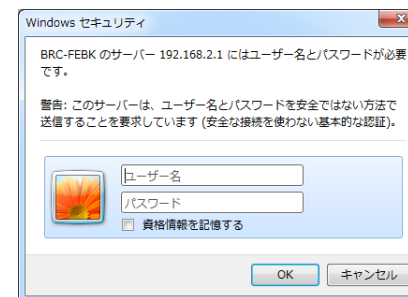 Windows セキュリティ
BRC-FEBK のサーバー 192.168.2.1 にはユーザー名とパスワードが必要
です。
警告: このサーバーは、ユーザー名とパスワードを安全ではない方法で
送信することを要求しています (安全な接続を使わない基本的な認証)。
ユーザー名
パスワード
資格情報を記憶する
OK
キャンセル